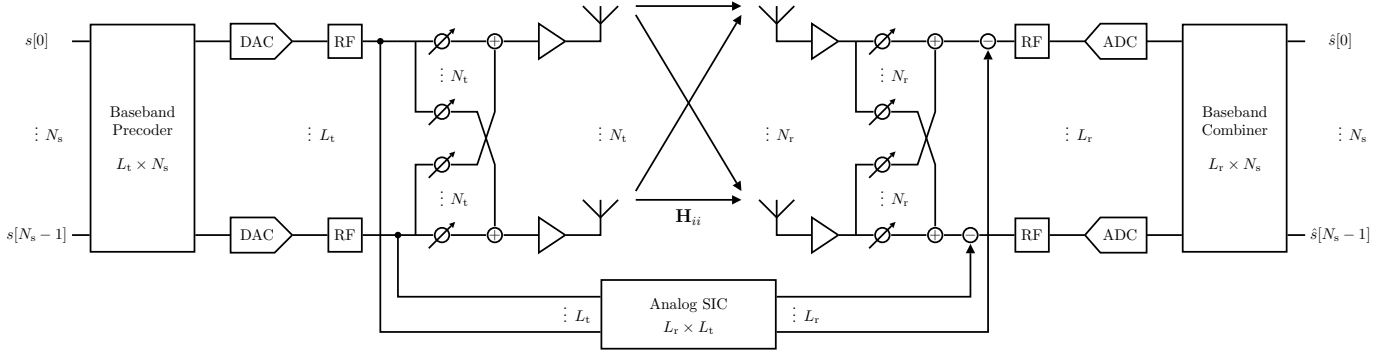 s[0]
⋮ N_s
s[N_s − 1]
Baseband
Precoder
L_t × N_s
DAC
RF
⋮ L_t
DAC
RF
⋮ N_t
⋮ N_t
+
+
⋮ N_t
H_ii
⋮ N_r
⋮ N_r
⋮ N_r
+
−
+
−
RF
ADC
⋮ L_r
RF
ADC
Baseband
Combiner
L_r × N_s
ŝ[0]
⋮ N_s
ŝ[N_s − 1]
⋮ L_t
Analog SIC
L_r × L_t
⋮ L_r